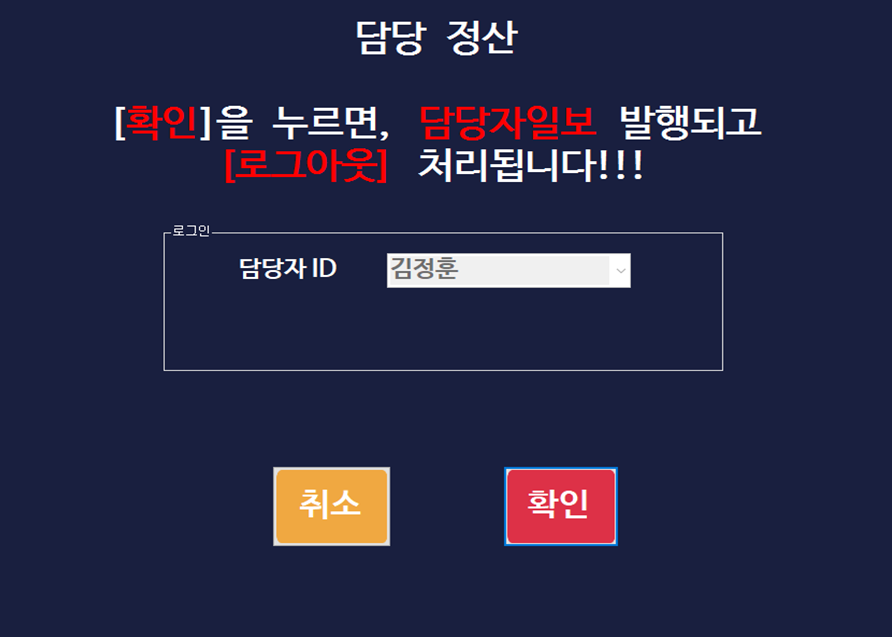 담당 정산
[확인]을 누르면, 담당자일보 발행되고
[로그아웃] 처리됩니다!!!
로그인
담당자 ID 김정훈
취소 확인